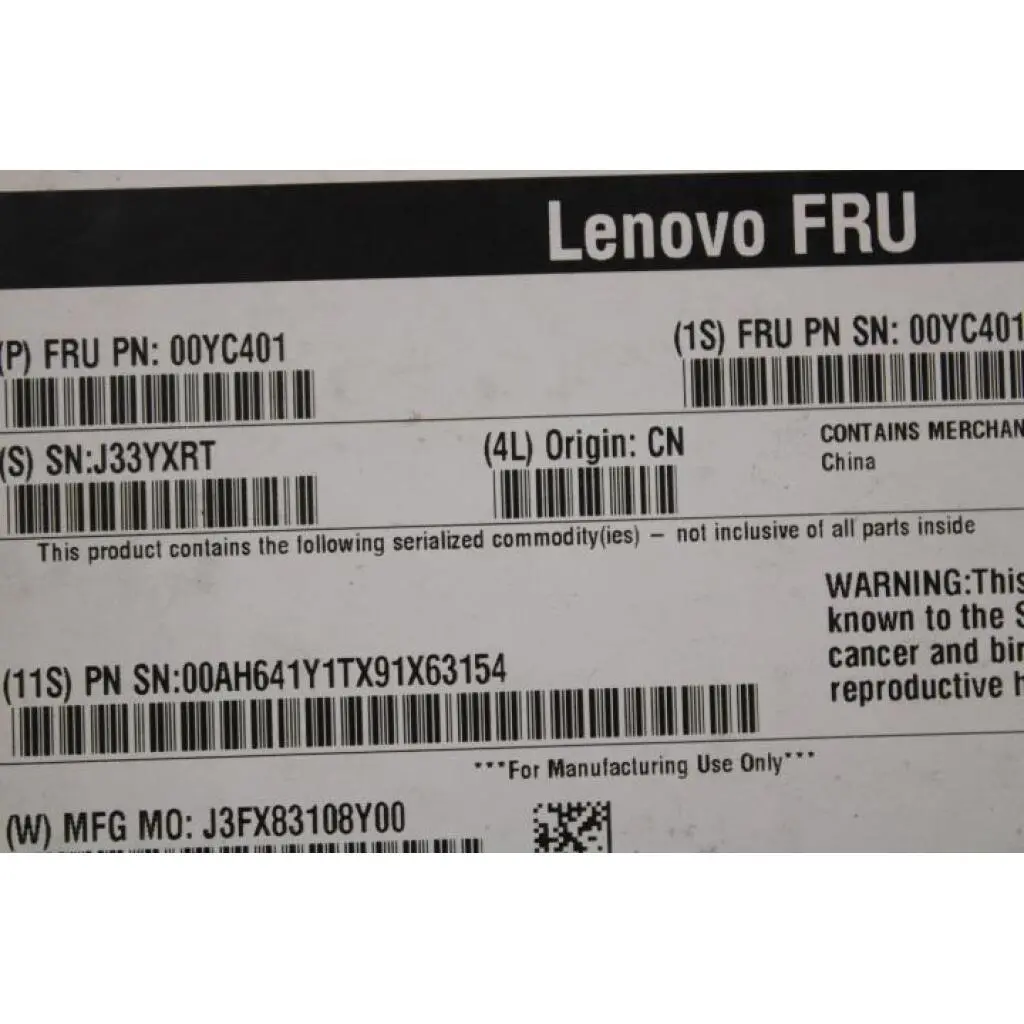 Lenovo FRU
(P) FRU PN: 00YC401
(1S) FRU PN SN: 00YC401
(S) SN:J33YXRT
(4L) Origin: CN
CONTAINS MERCHAN
China
This product contains the following serialized commodity(ies) – not inclusive of all parts inside
WARNING:This
known to the S
cancer and bir
reproductive h
(11S) PN SN:00AH641Y1TX91X63154
***For Manufacturing Use Only***
(W) MFG MO: J3FX83108Y00